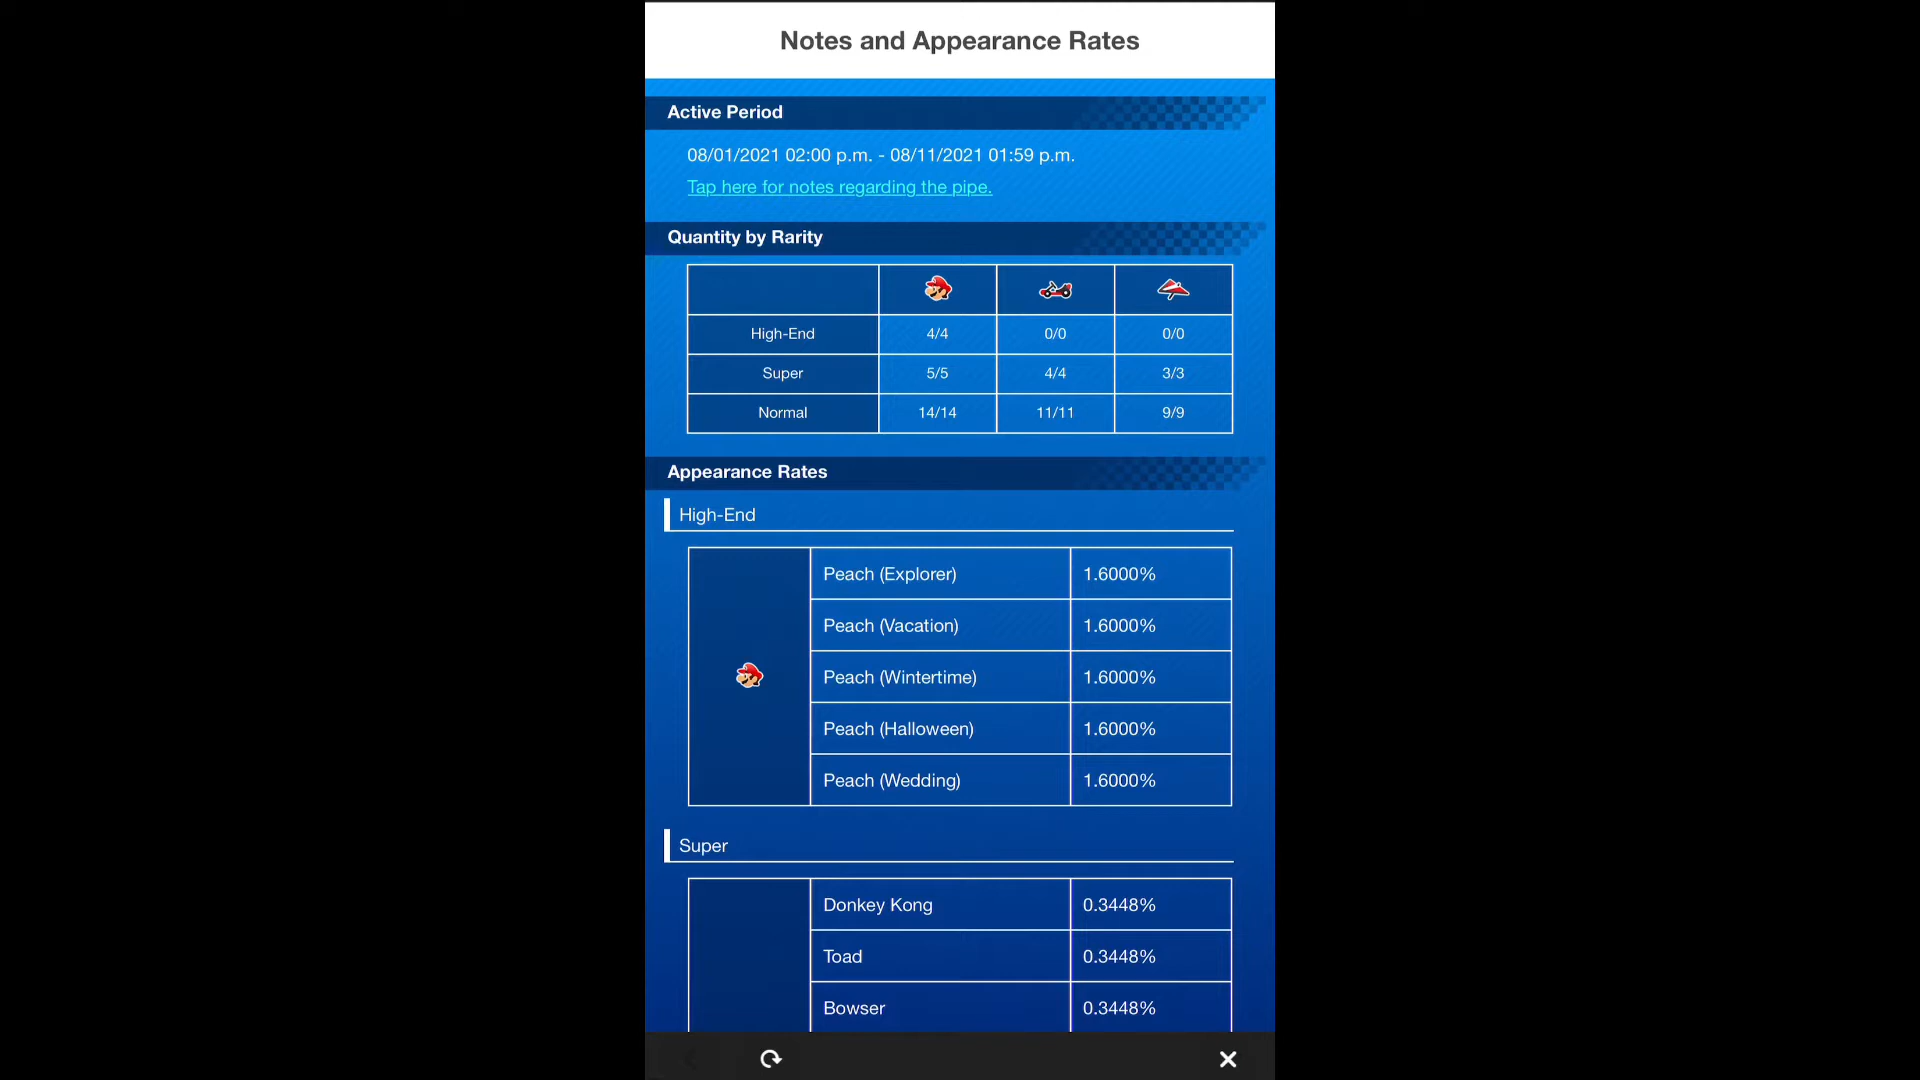 Notes and Appearance Rates
Active Period
08/01/2021 02:00 p.m. - 08/11/2021 01:59 p.m.
Tap here for notes regarding the pipe.
Quantity by Rarity
High-End 4/4 0/0 0/0
Super 5/5 4/4 3/3
Normal 14/14 11/11 9/9
Appearance Rates
High-End
Peach (Explorer) 1.6000%
Peach (Vacation) 1.6000%
Peach (Wintertime) 1.6000%
Peach (Halloween) 1.6000%
Peach (Wedding) 1.6000%
Super
Donkey Kong 0.3448%
Toad 0.3448%
Bowser 0.3448%